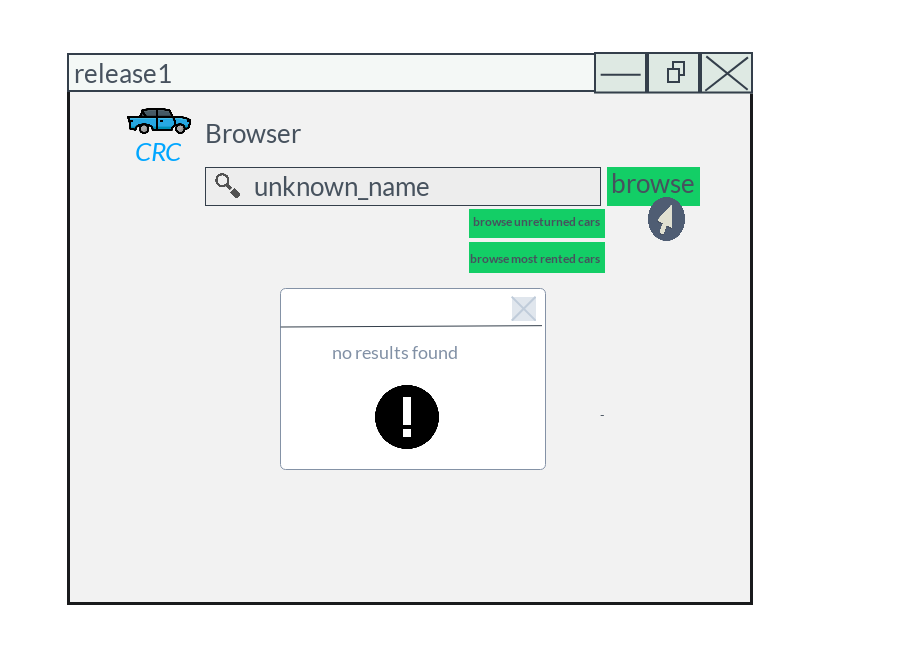 release1
Browser
CRC
unknown_name
browse
browse unreturned cars
browse most rented cars
no results found
!
-